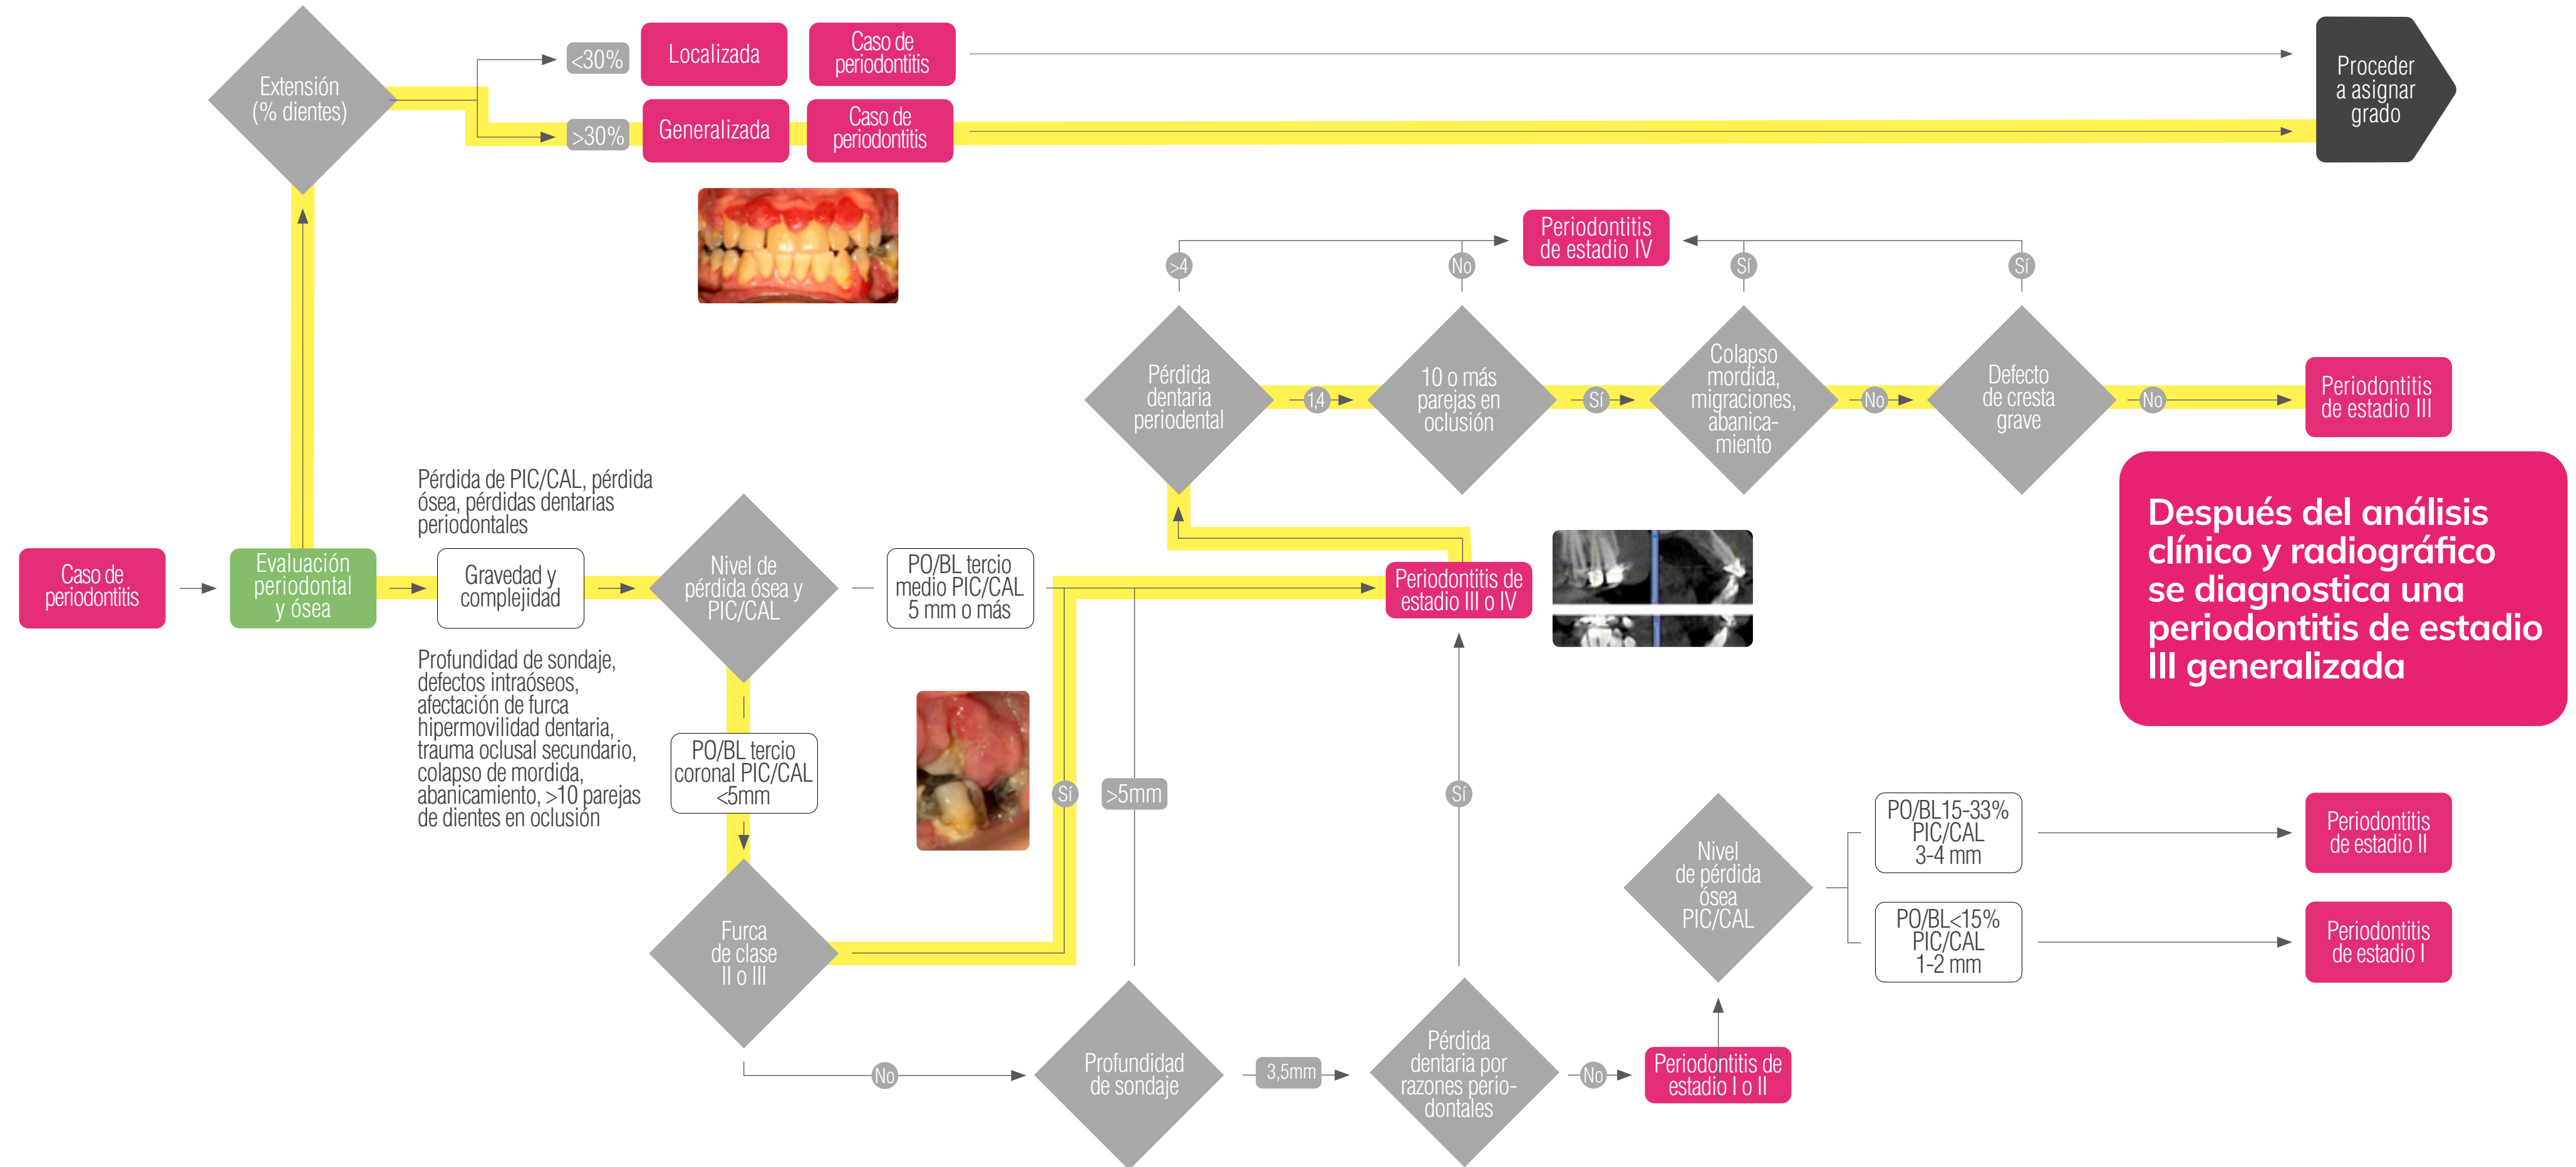 Extensión
(% dientes)
<30%
Localizada
Caso de
periodontitis
>30%
Generalizada
Caso de
periodontitis
Proceder
a asignar
grado
Periodontitis
de estadio IV
>4
No
Sí
Sí
Pérdida
dentaria
periodental
1,4
10 o más
parejas en
oclusión
Sí
Colapso
mordida,
migraciones,
abanica-
miento
No
Defecto
de cresta
grave
No
Periodontitis
de estadio III
Caso de
periodontitis
Evaluación
periodontal
y ósea
Pérdida de PIC/CAL, pérdida
ósea, pérdidas dentarias
periodontales
Gravedad y
complejidad
Profundidad de sondaje,
defectos intraóseos,
afectación de furca
hipermovilidad dentaria,
trauma oclusal secundario,
colapso de mordida,
abanicamiento, >10 parejas
de dientes en oclusión
Nivel de
pérdida ósea y
PIC/CAL
PO/BL tercio
medio PIC/CAL
5 mm o más
Periodontitis de
estadio III o IV
Después del análisis
clínico y radiográfico
se diagnostica una
periodontitis de estadio
III generalizada
PO/BL tercio
coronal PIC/CAL
<5mm
Sí
>5mm
Sí
Furca
de clase
II o III
No
Profundidad
de sondaje
3,5mm
Pérdida
dentaria por
razones perio-
dontales
No
Periodontitis de
estadio I o II
Nivel
de pérdida
ósea
PIC/CAL
PO/BL15-33%
PIC/CAL
3-4 mm
Periodontitis
de estadio II
PO/BL<15%
PIC/CAL
1-2 mm
Periodontitis
de estadio I